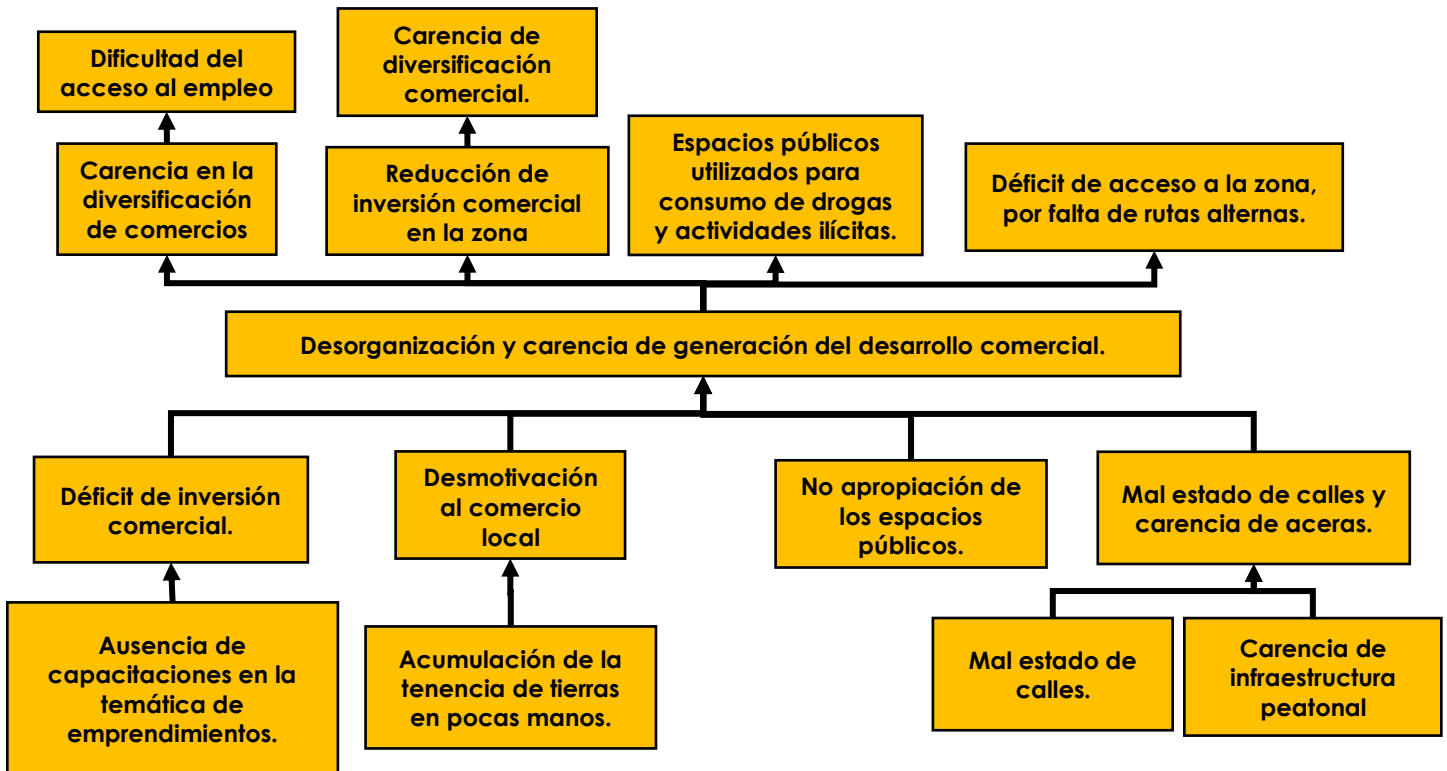 Dificultad del
acceso al empleo
Carencia de
diversificación
comercial.
Carencia en la
diversificación
de comercios
Reducción de
inversión comercial
en la zona
Espacios públicos
utilizados para
consumo de drogas
y actividades ilícitas.
Déficit de acceso a la zona,
por falta de rutas alternas.
Desorganización y carencia de generación del desarrollo comercial.
Déficit de inversión
comercial.
Desmotivación
al comercio
local
No apropiación de
los espacios
públicos.
Mal estado de calles y
carencia de aceras.
Ausencia de
capacitaciones en la
temática de
emprendimientos.
Acumulación de la
tenencia de tierras
en pocas manos.
Mal estado de
calles.
Carencia de
infraestructura
peatonal